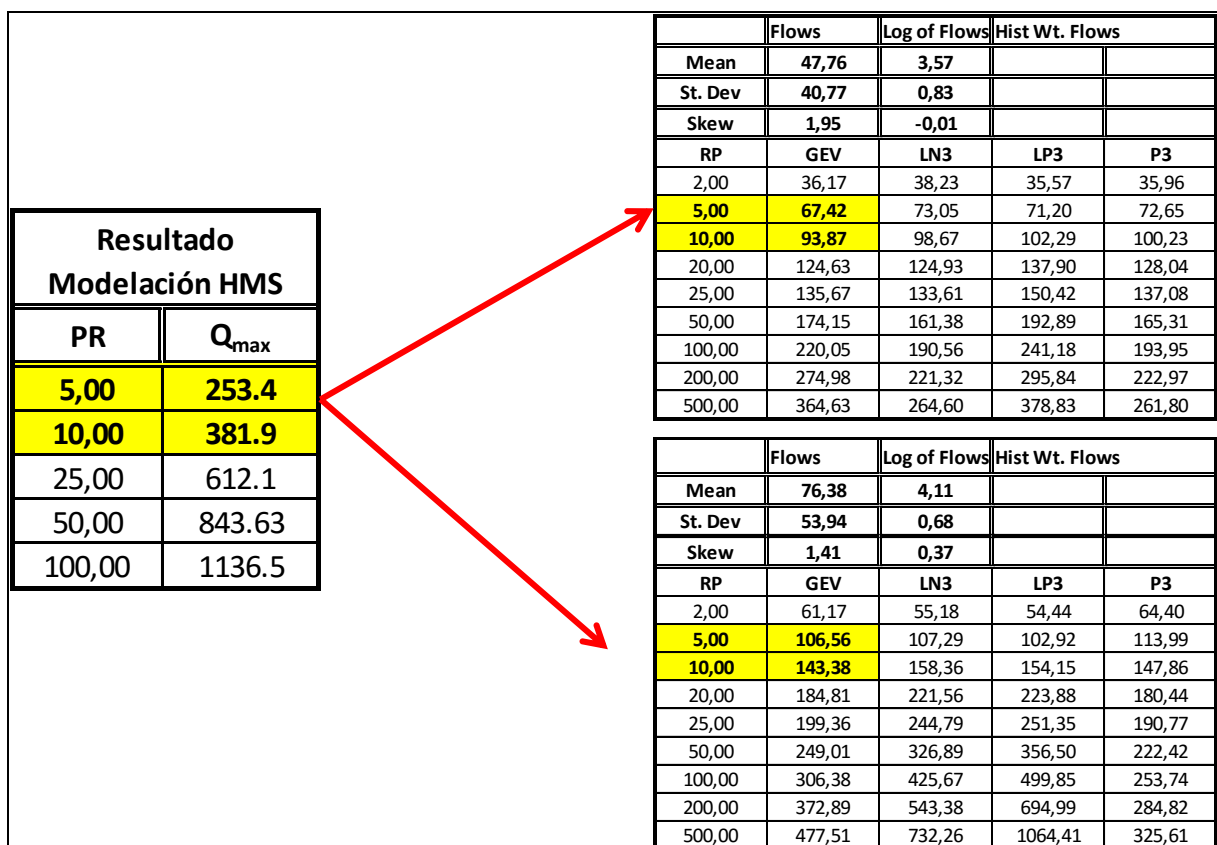 Resultado
Modelación HMS
PR Qmax
5,00 253.4
10,00 381.9
25,00 612.1
50,00 843.63
100,00 1136.5
Flows Log of Flows Hist Wt. Flows
Mean 47,76 3,57
St. Dev 40,77 0,83
Skew 1,95 -0,01
RP GEV LN3 LP3 P3
2,00 36,17 38,23 35,57 35,96
5,00 67,42 73,05 71,20 72,65
10,00 93,87 98,67 102,29 100,23
20,00 124,63 124,93 137,90 128,04
25,00 135,67 133,61 150,42 137,08
50,00 174,15 161,38 192,89 165,31
100,00 220,05 190,56 241,18 193,95
200,00 274,98 221,32 295,84 222,97
500,00 364,63 264,60 378,83 261,80
Flows Log of Flows Hist Wt. Flows
Mean 76,38 4,11
St. Dev 53,94 0,68
Skew 1,41 0,37
RP GEV LN3 LP3 P3
2,00 61,17 55,18 54,44 64,40
5,00 106,56 107,29 102,92 113,99
10,00 143,38 158,36 154,15 147,86
20,00 184,81 221,56 223,88 180,44
25,00 199,36 244,79 251,35 190,77
50,00 249,01 326,89 356,50 222,42
100,00 306,38 425,67 499,85 253,74
200,00 372,89 543,38 694,99 284,82
500,00 477,51 732,26 1064,41 325,61